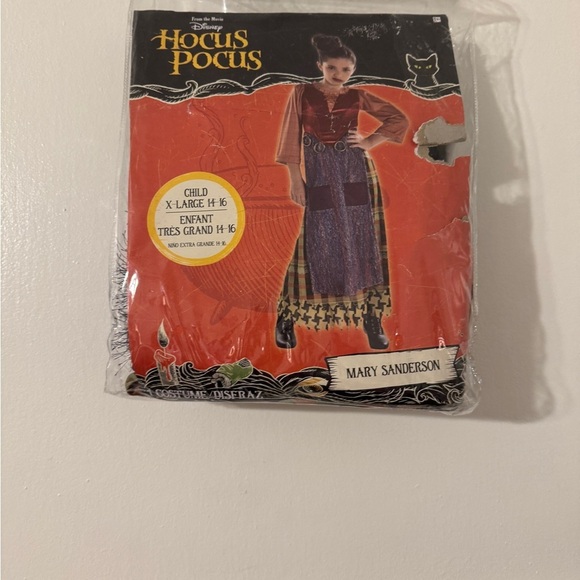 From the Movie
Disney
HOCUS
POCUS
CHILD
X-LARGE 14-16
ENFANT
TRÈS GRAND 14-16
NIÑO EXTRA GRANDE 14-16
MARY SANDERSON
COSTUME/DISFRAZ